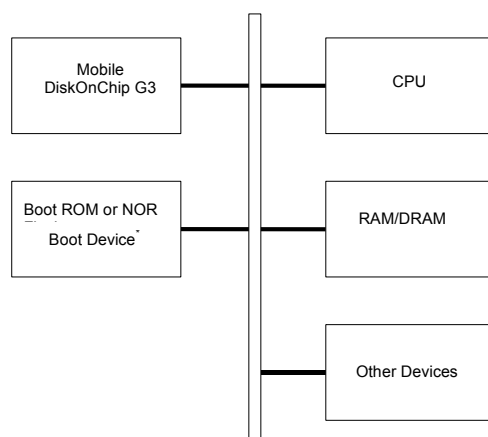 Mobile
DiskOnChip G3
CPU
Boot ROM or NOR
Boot Device*
RAM/DRAM
Other Devices